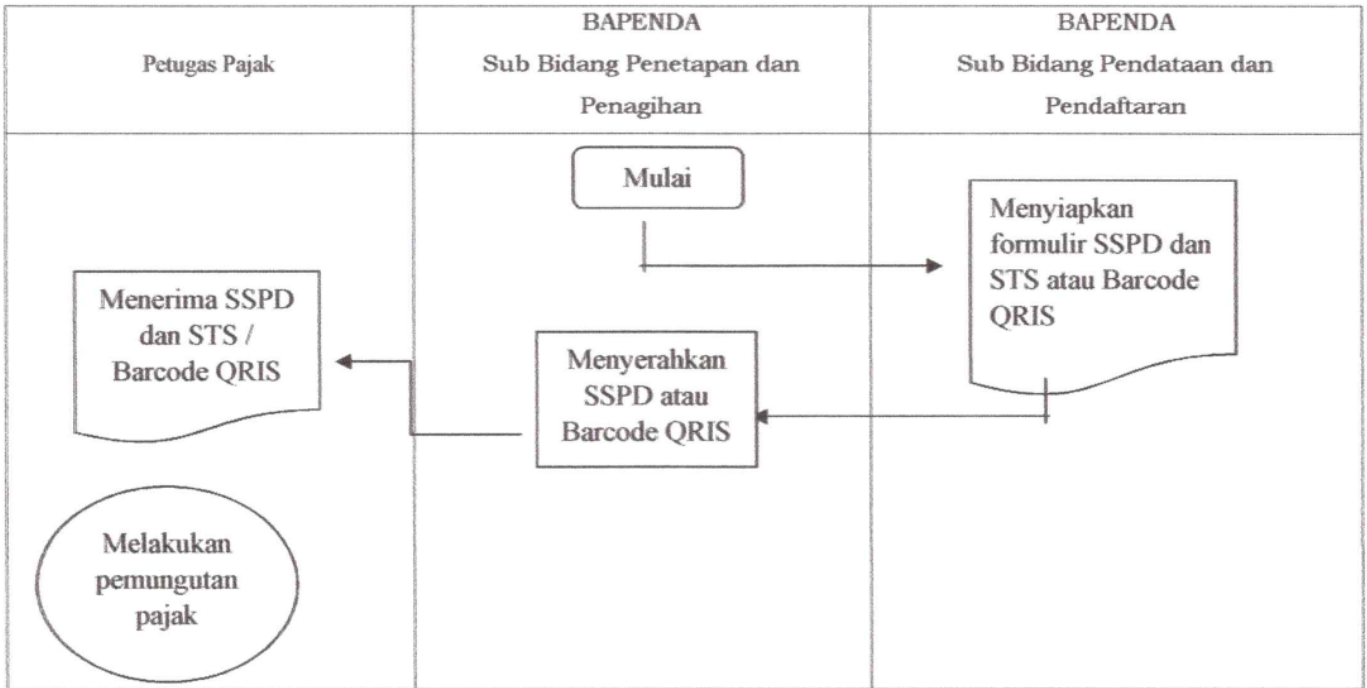 Petugas Pajak
BAPENDA
Sub Bidang Penetapan dan
Penagihan
BAPENDA
Sub Bidang Pendataan dan
Pendaftaran
Mulai
Menyiapkan
formulir SSPD dan
STS atau Barcode
QRIS
Menyerahkan
SSPD atau
Barcode QRIS
Menerima SSPD
dan STS /
Barcode QRIS
Melakukan
pemungutan
pajak